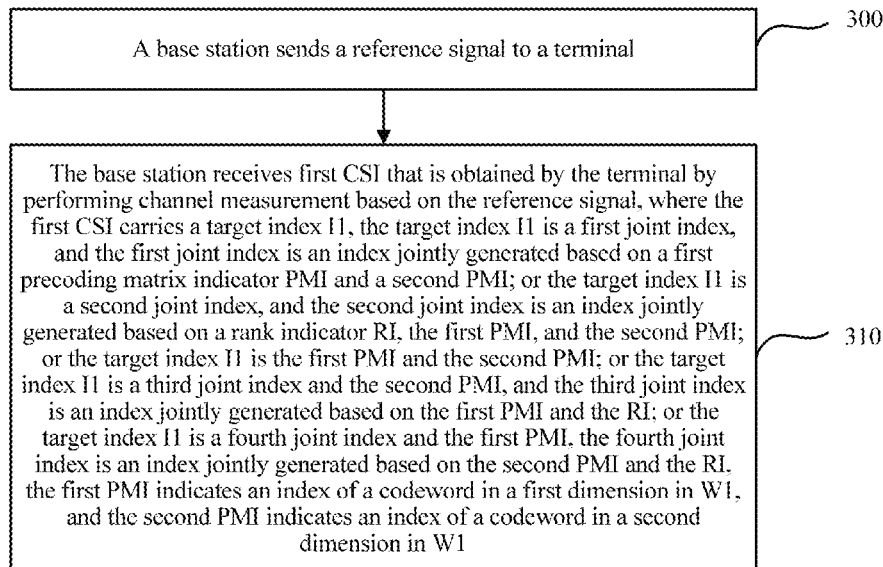 A base station sends a reference signal to a terminal
300
The base station receives first CSI that is obtained by the terminal by
performing channel measurement based on the reference signal, where the
first CSI carries a target index I1, the target index I1 is a first joint index,
and the first joint index is an index jointly generated based on a first
precoding matrix indicator PMI and a second PMI; or the target index I1 is
a second joint index, and the second joint index is an index jointly
generated based on a rank indicator RI, the first PMI, and the second PMI;
or the target index I1 is the first PMI and the second PMI; or the target
index I1 is a third joint index and the second PMI, and the third joint index
is an index jointly generated based on the first PMI and the RI; or the
target index I1 is a fourth joint index and the first PMI, the fourth joint
index is an index jointly generated based on the second PMI and the RI,
the first PMI indicates an index of a codeword in a first dimension in W1,
and the second PMI indicates an index of a codeword in a second
dimension in W1
310